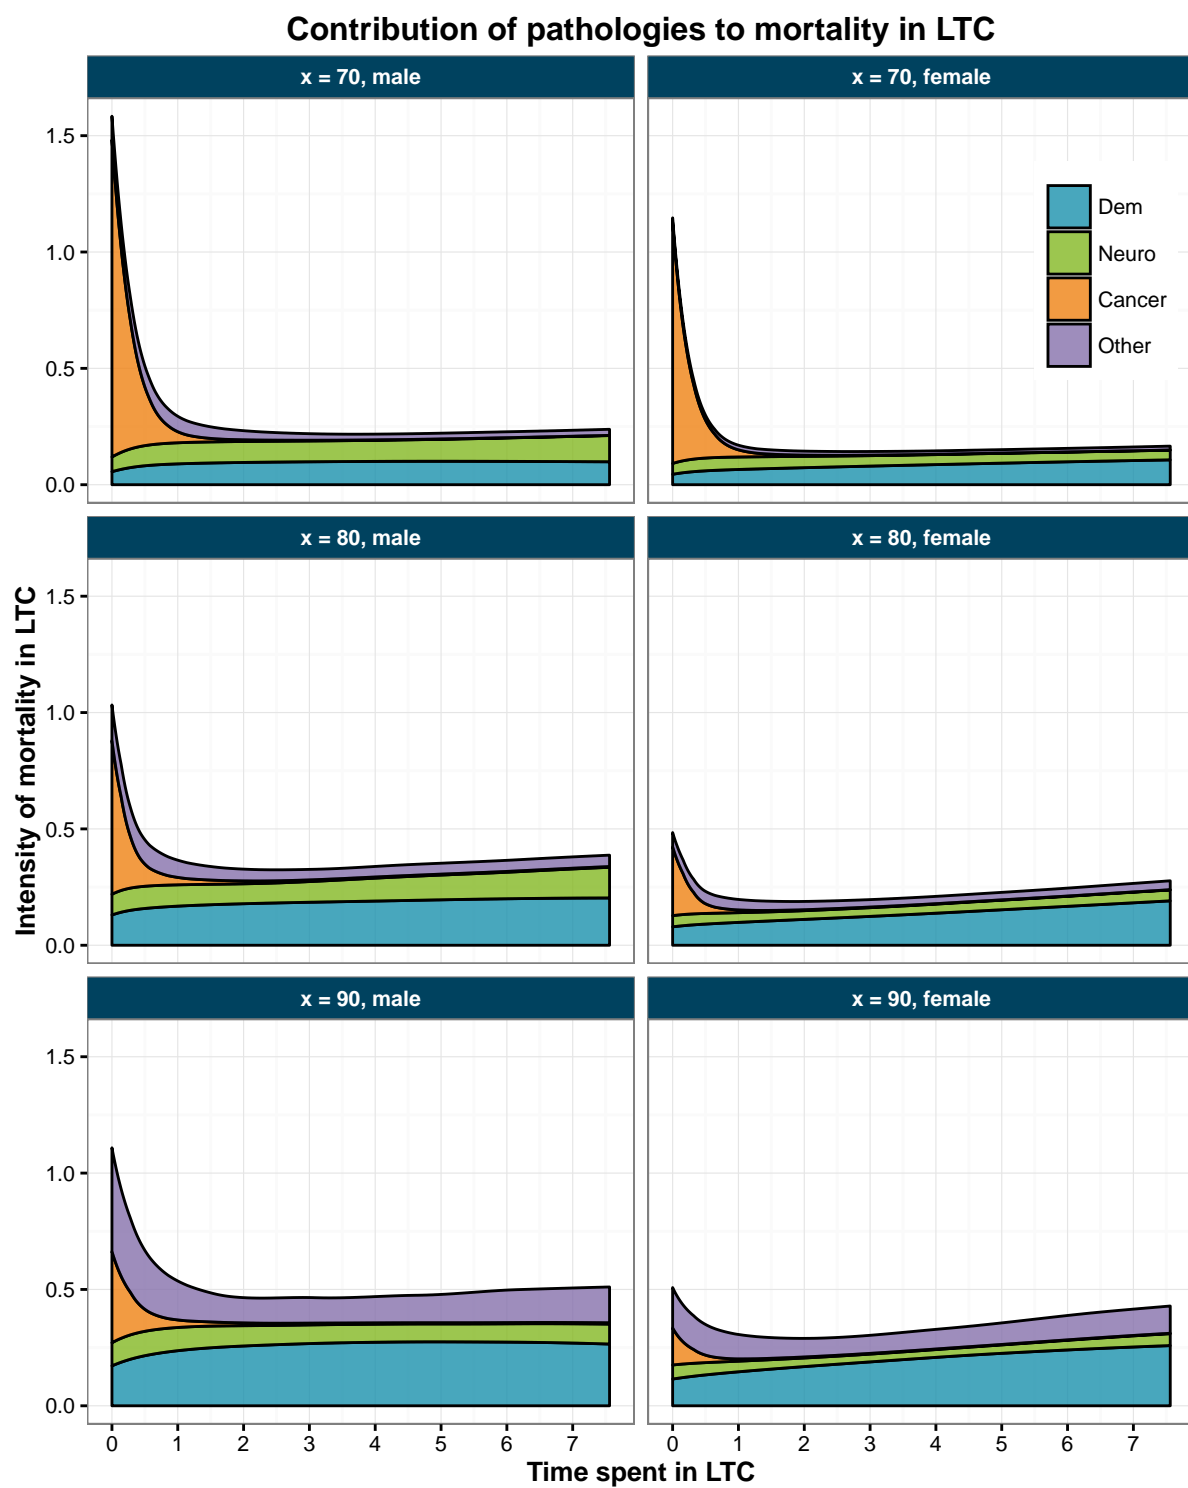 Contribution of pathologies to mortality in LTC
x = 70, male
x = 70, female
1.5
1.0
0.5
0.0
Dem
Neuro
Cancer
Other
x = 80, male
x = 80, female
1.5
1.0
0.5
0.0
Intensity of mortality in LTC
x = 90, male
x = 90, female
1.5
1.0
0.5
0.0
0 1 2 3 4 5 6 7
0 1 2 3 4 5 6 7
Time spent in LTC